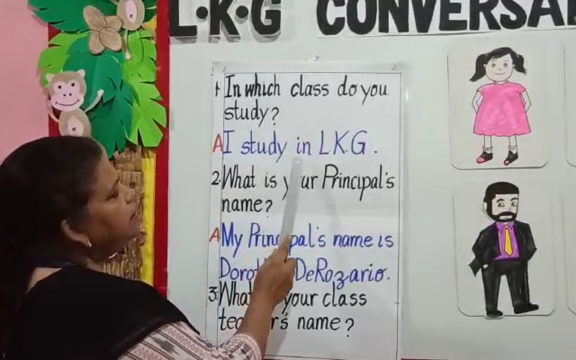 L.K.G CONVERSA
1 In which class do you
study?
A I study in L.K.G.
2. What is your Principal's
name?
A My Principal's name is
DeRozario.
3. What your class
teacher's name?